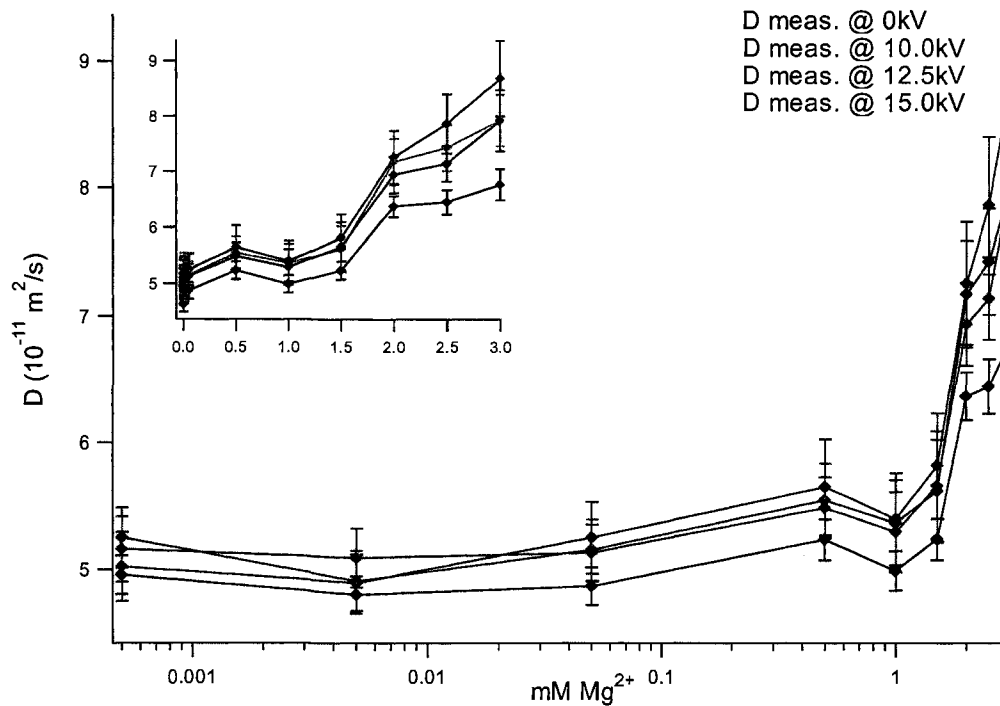 D meas. @ 0kV
D meas. @ 10.0kV
D meas. @ 12.5kV
D meas. @ 15.0kV
9
8
7
6
5
D (10⁻¹¹ m²/s)
0.001 0.01 0.1 1
mM Mg²⁺
9
8
7
6
5
0.0 0.5 1.0 1.5 2.0 2.5 3.0